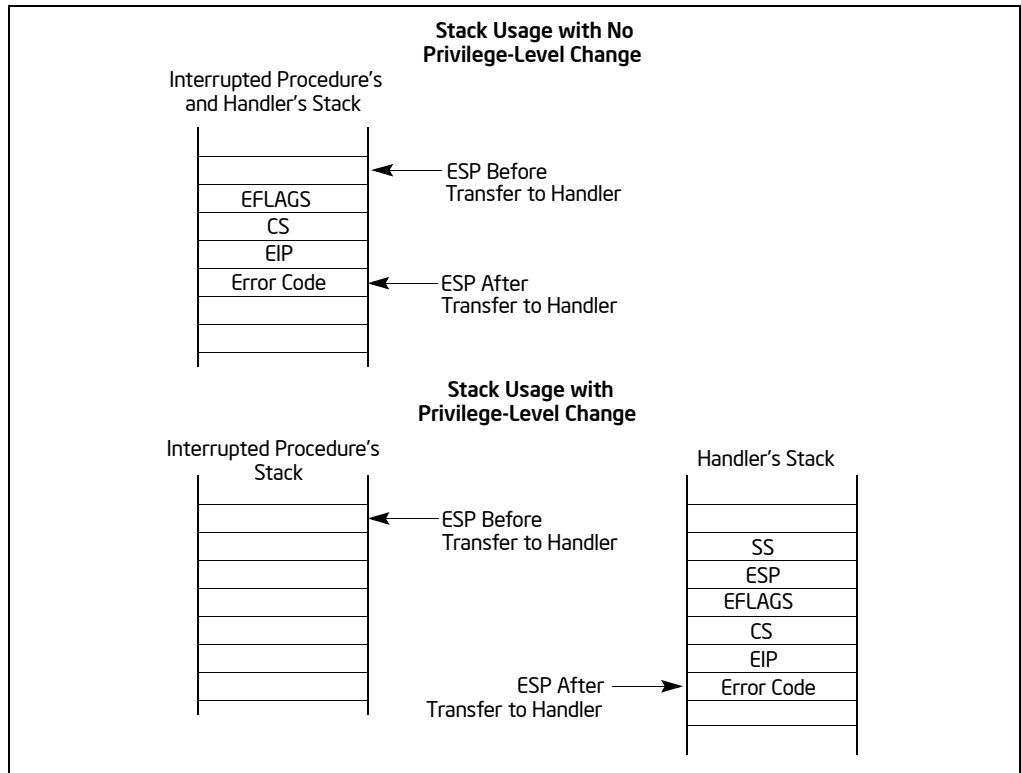 Stack Usage with No
Privilege-Level Change
Interrupted Procedure's
and Handler's Stack
ESP Before
Transfer to Handler
EFLAGS
CS
EIP
Error Code
ESP After
Transfer to Handler
Stack Usage with
Privilege-Level Change
Interrupted Procedure's
Stack
Handler's Stack
ESP Before
Transfer to Handler
SS
ESP
EFLAGS
CS
EIP
ESP After
Transfer to Handler
Error Code